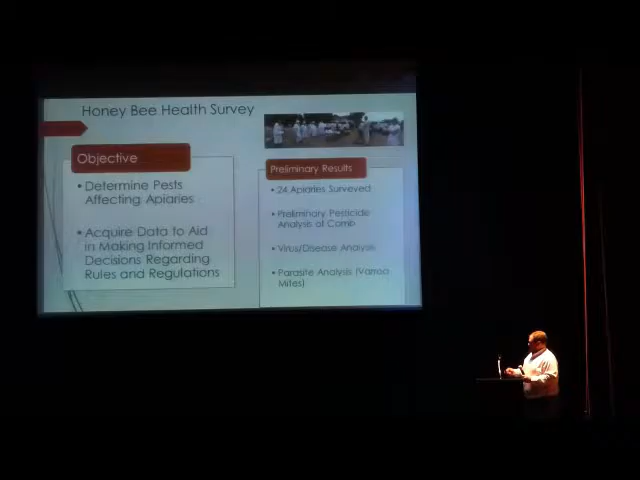 Honey Bee Health Survey
Objective
• Determine Pests
Affecting Apiaries
• Acquire Data to Aid
in Making Informed
Decisions Regarding
Rules and Regulations
Preliminary Results
• 24 Apiaries Surveyed
• Preliminary Pesticide
Analysis of Comb
• Virus/Disease Analysis
• Parasite Analysis (Varroa
Mites)